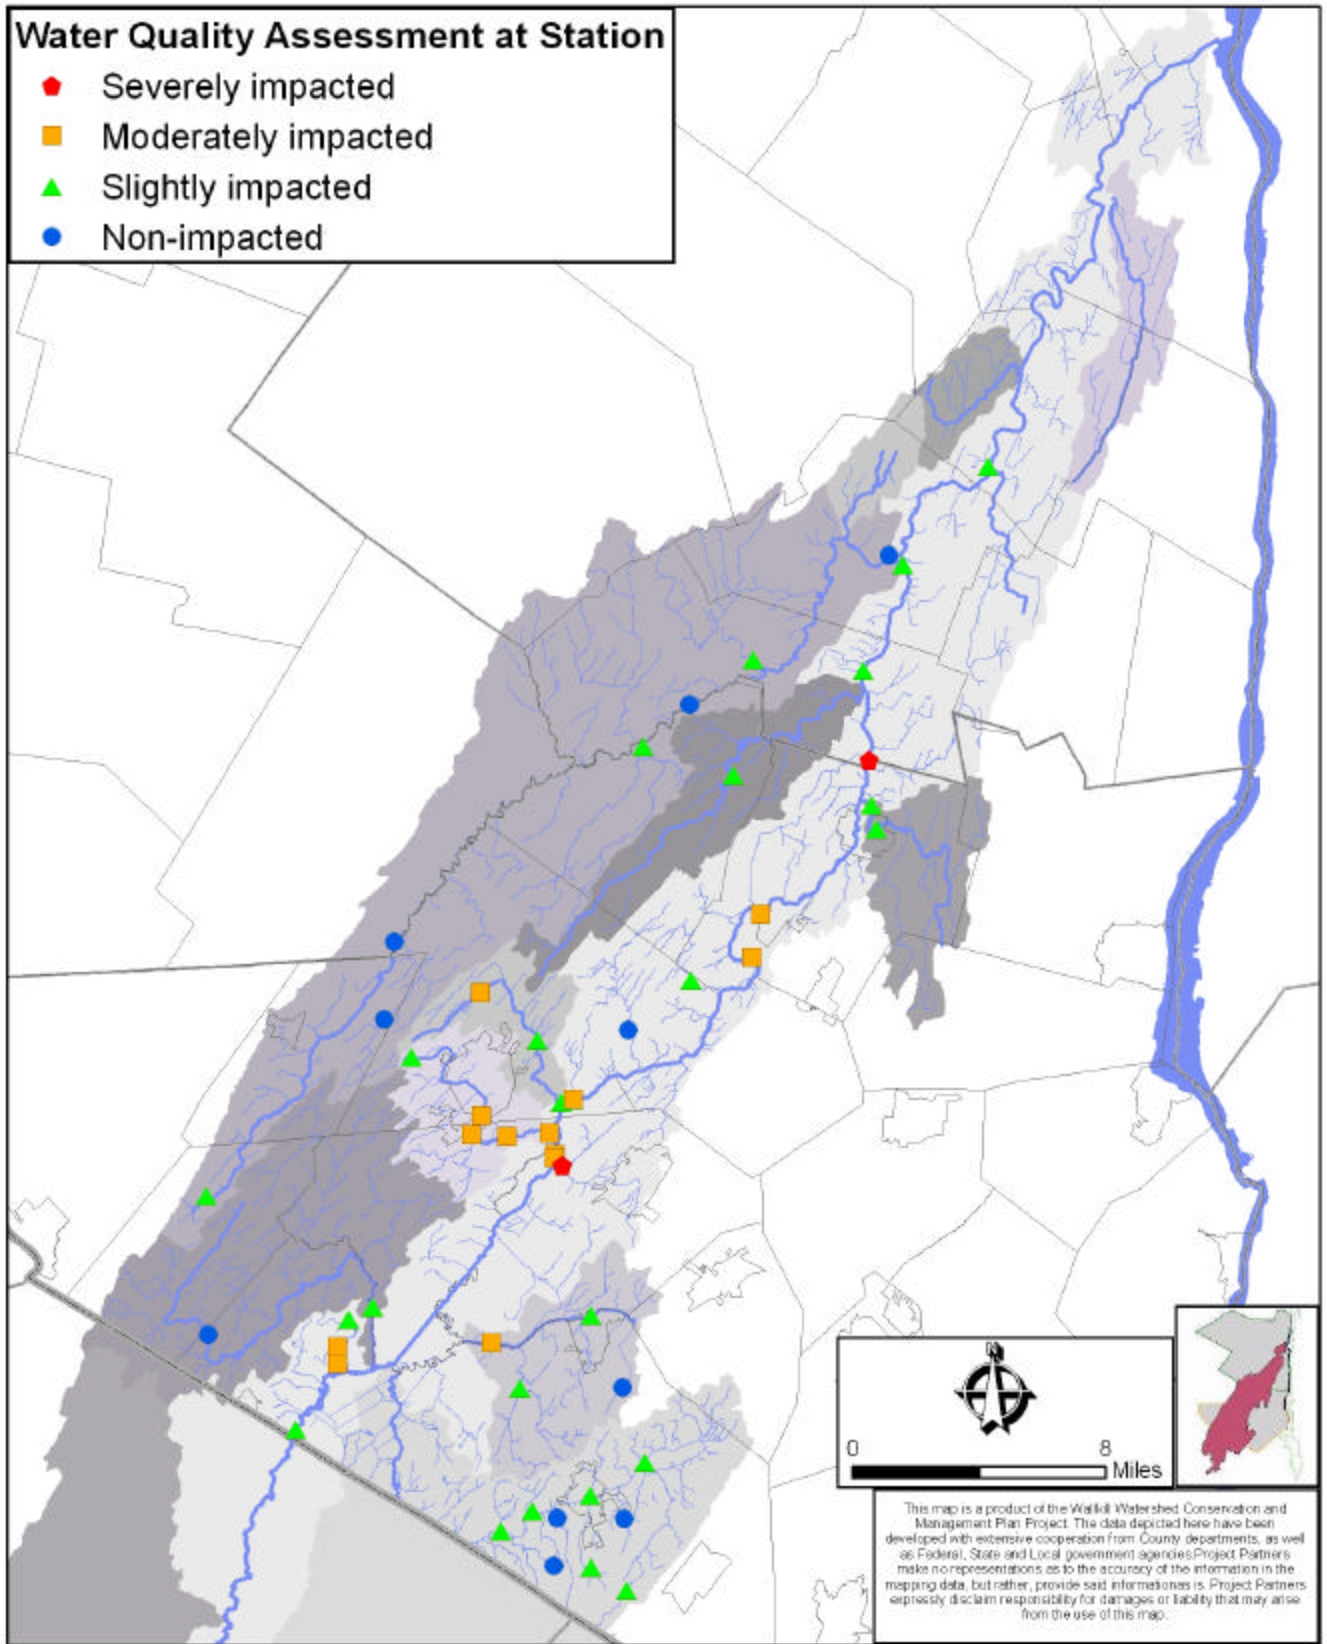 Water Quality Assessment at Station
Severely impacted
Moderately impacted
Slightly impacted
Non-impacted
N
0 8
Miles
This map is a product of the Wallkill Watershed Conservation and
Management Plan Project. The data depicted here have been
developed with extensive cooperation from County departments, as well
as Federal, State and Local government agencies.Project Partners
make no representations as to the accuracy of the information in the
mapping data, but rather, provide said informationas is. Project Partners
expressly disclaim responsibility for damages or liability that may arise
from the use of this map.